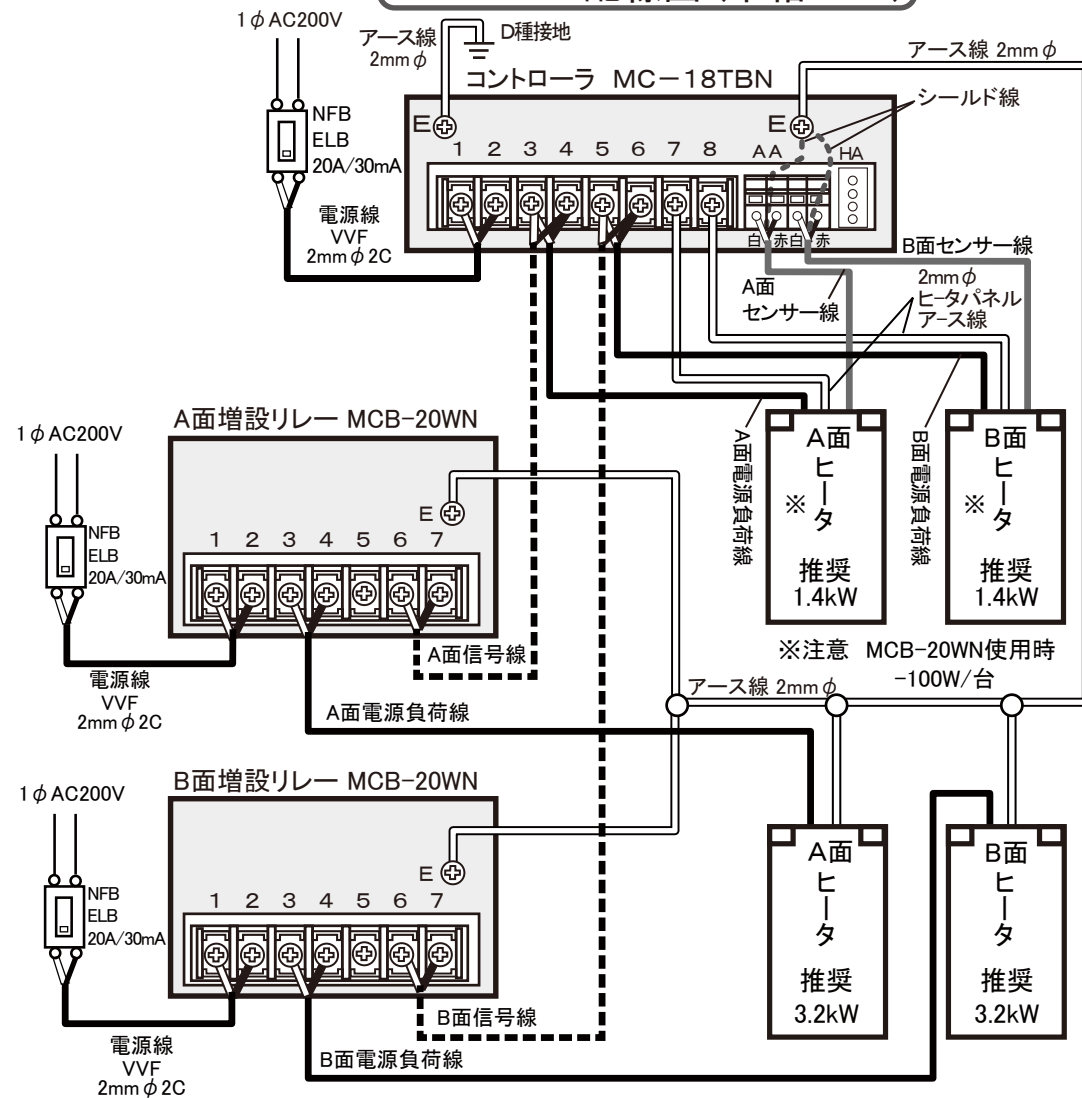 1φAC200V
アース線
2mmφ
D種接地
アース線 2mmφ
コントローラ MC-18TBN
シールド線
NFB
ELB
20A/30mA
E
E
1 2 3 4 5 6 7 8 AA HA
白 赤 白 赤
電源線
VVF
2mmφ2C
B面センサー線
A面
センサー線
2mmφ
ヒータパネル
アース線
A面増設リレー MCB-20WN
1φAC200V
NFB
ELB
20A/30mA
E
1 2 3 4 5 6 7
電源線
VVF
2mmφ2C
A面信号線
A面電源負荷線
A面電源負荷線
B面電源負荷線
A面
ヒータ
※
推奨
1.4kW
B面
ヒータ
※
推奨
1.4kW
※注意 MCB-20WN使用時
-100W/台
アース線 2mmφ
B面増設リレー MCB-20WN
1φAC200V
NFB
ELB
20A/30mA
E
1 2 3 4 5 6 7
電源線
VVF
2mmφ2C
B面信号線
B面電源負荷線
A面
ヒータ
推奨
3.2kW
B面
ヒータ
推奨
3.2kW